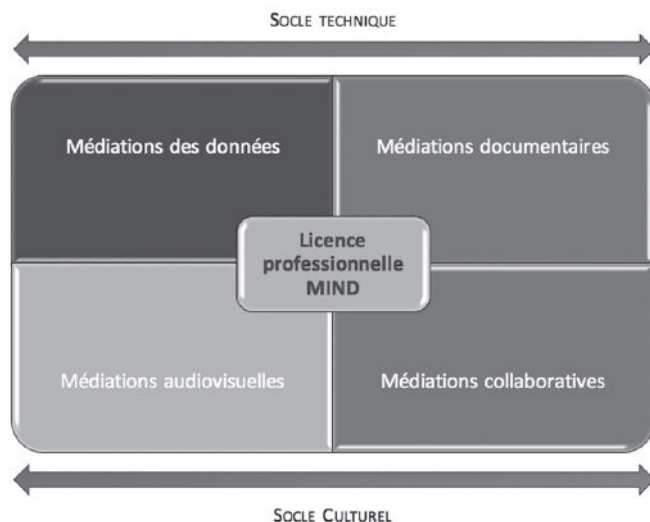 SOCLE TECHNIQUE
Médiations des données
Médiations documentaires
Licence
professionnelle
MIND
Médiations audiovisuelles
Médiations collaboratives
SOCLE CULTUREL